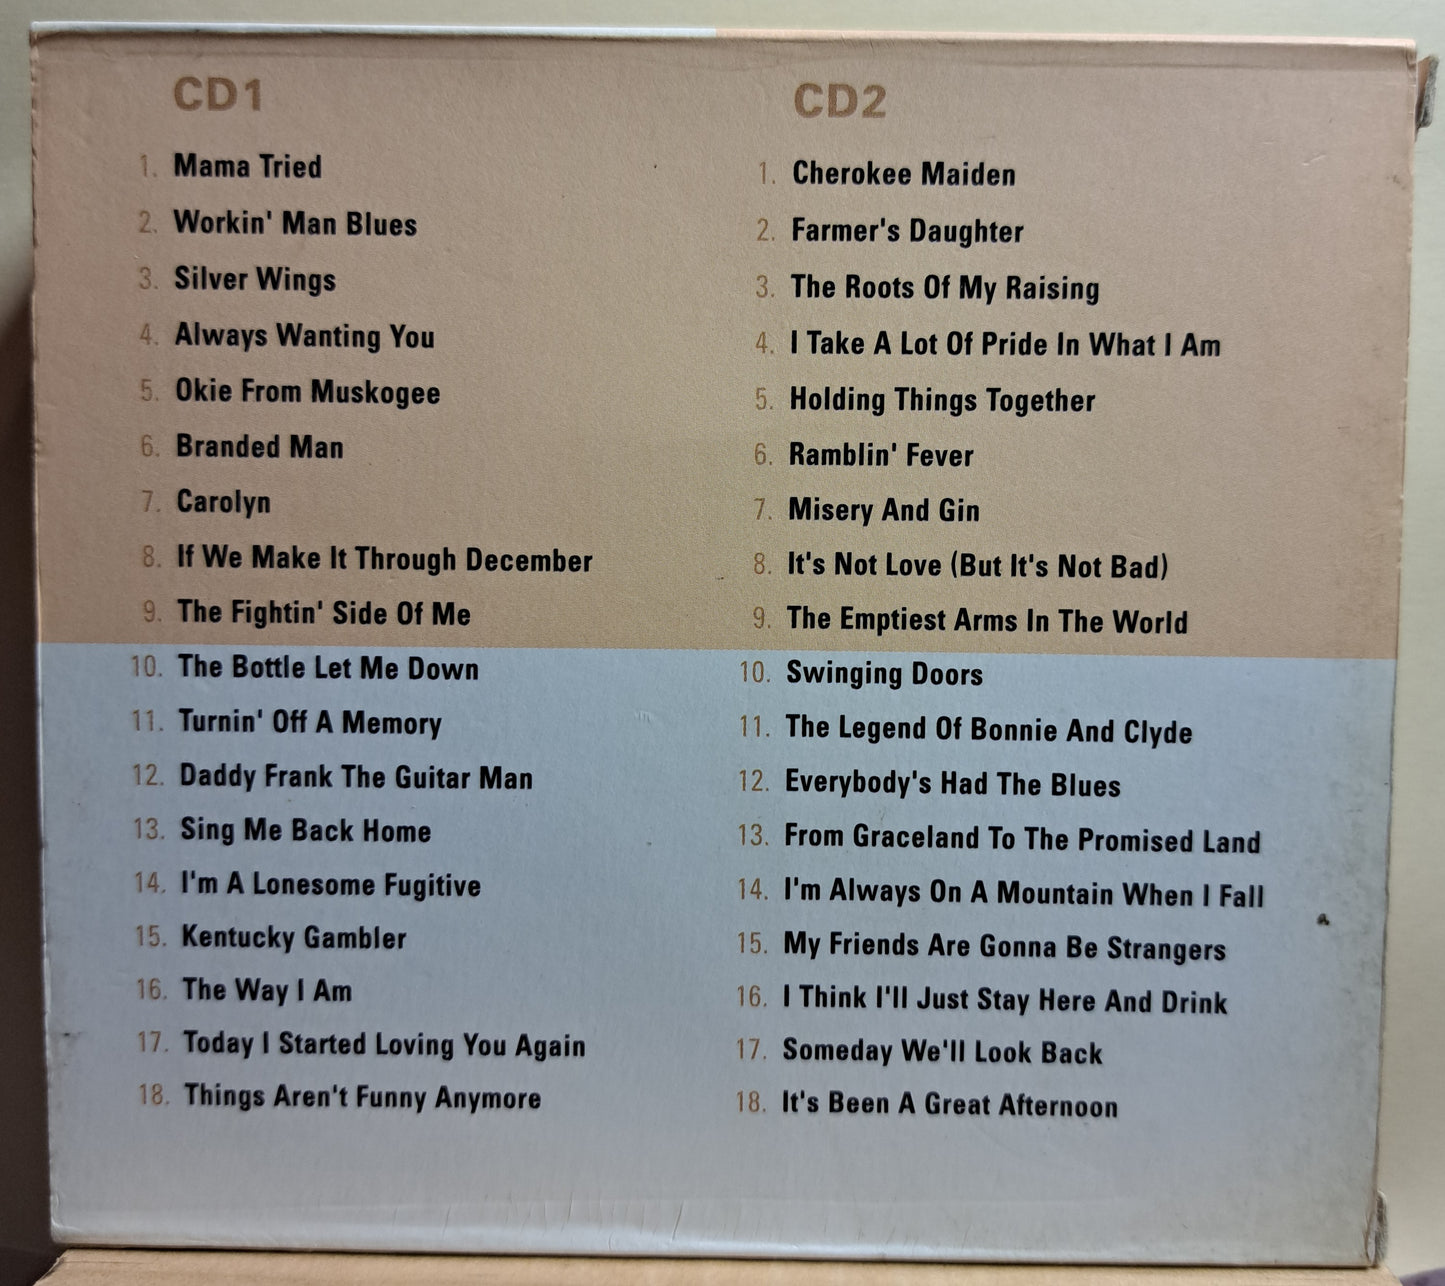 CD1
1. Mama Tried
2. Workin' Man Blues
3. Silver Wings
4. Always Wanting You
5. Okie From Muskogee
6. Branded Man
7. Carolyn
8. If We Make It Through December
9. The Fightin' Side Of Me
10. The Bottle Let Me Down
11. Turnin' Off A Memory
12. Daddy Frank The Guitar Man
13. Sing Me Back Home
14. I'm A Lonesome Fugitive
15. Kentucky Gambler
16. The Way I Am
17. Today I Started Loving You Again
18. Things Aren't Funny Anymore
CD2
1. Cherokee Maiden
2. Farmer's Daughter
3. The Roots Of My Raising
4. I Take A Lot Of Pride In What I Am
5. Holding Things Together
6. Ramblin' Fever
7. Misery And Gin
8. It's Not Love (But It's Not Bad)
9. The Emptiest Arms In The World
10. Swinging Doors
11. The Legend Of Bonnie And Clyde
12. Everybody's Had The Blues
13. From Graceland To The Promised Land
14. I'm Always On A Mountain When I Fall
15. My Friends Are Gonna Be Strangers
16. I Think I'll Just Stay Here And Drink
17. Someday We'll Look Back
18. It's Been A Great Afternoon